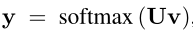 y = softmax (Uv),